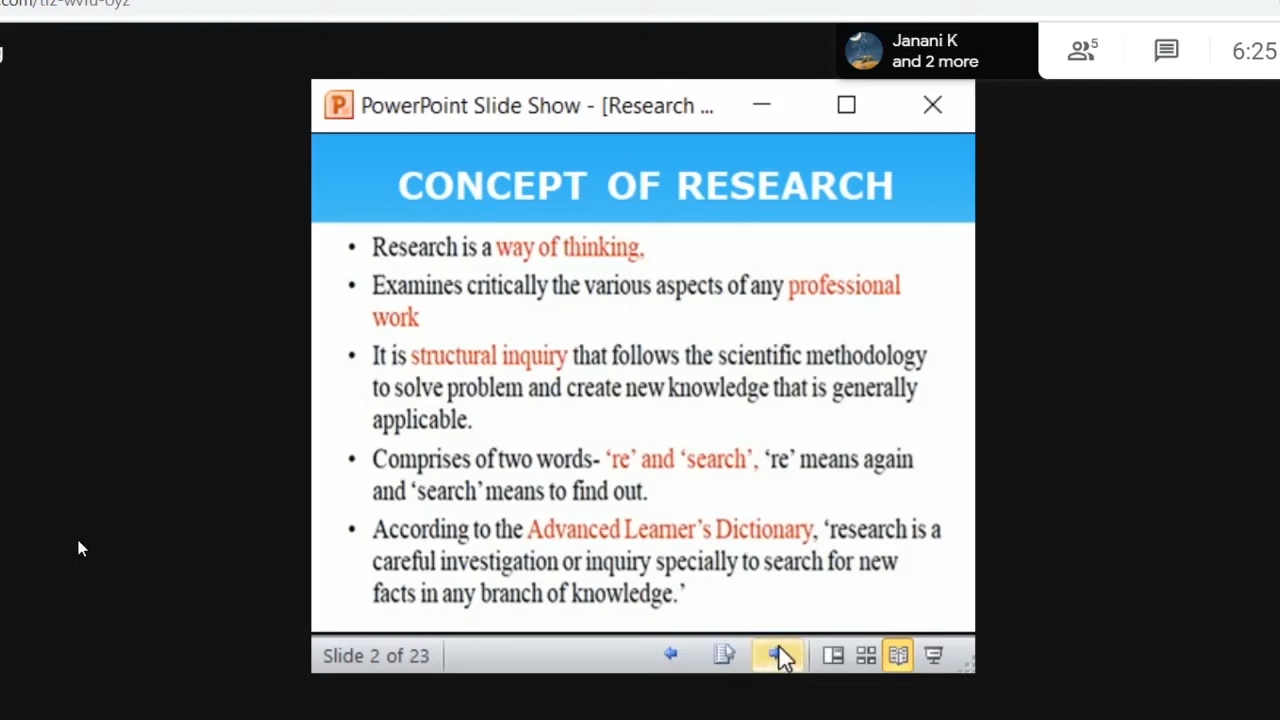 Janani K
5
and 2 more
6:25
PowerPoint Slide Show - [Research ...
CONCEPT OF RESEARCH
• Research is a way of thinking,
• Examines critically the various aspects of any professional
work
• It is structural inquiry that follows the scientific methodology
to solve problem and create new knowledge that is generally
applicable.
• Comprises of two words- ‘re’ and ‘search’, ‘re’ means again
and ‘search’ means to find out.
• According to the Advanced Learner’s Dictionary, ‘research is a
careful investigation or inquiry specially to search for new
facts in any branch of knowledge.’
Slide 2 of 23